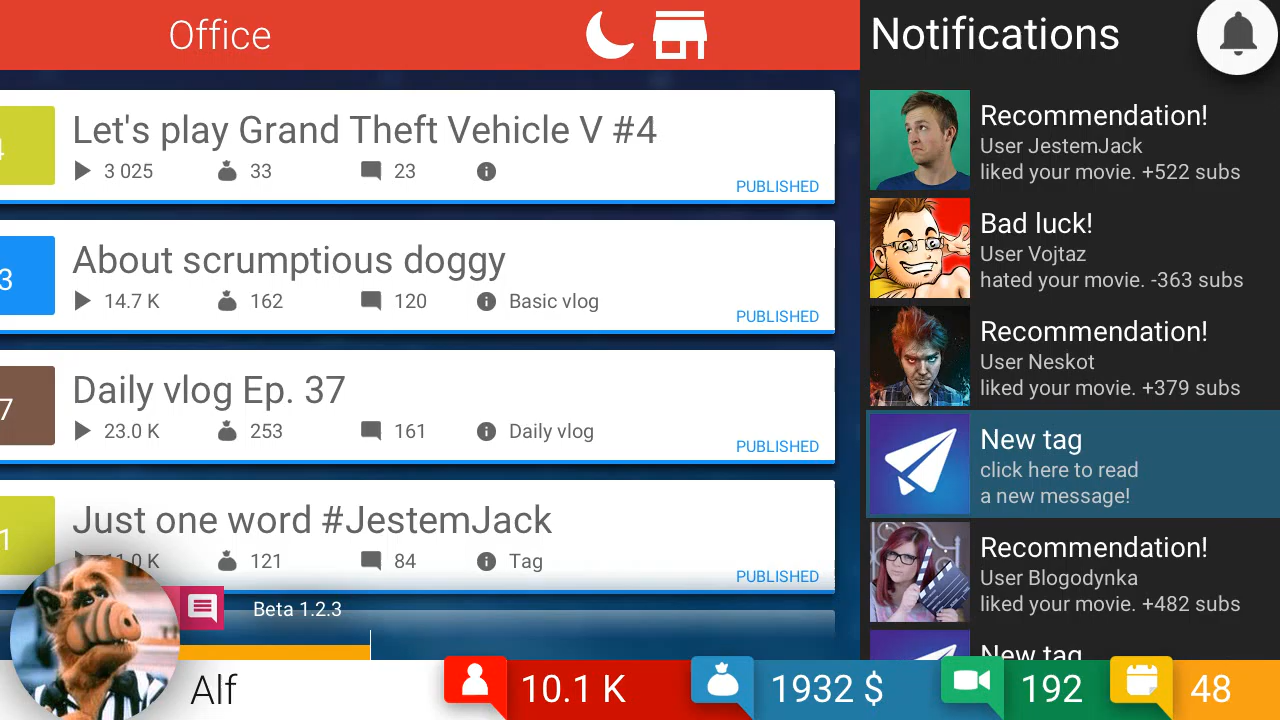 Office
Notifications
Let's play Grand Theft Vehicle V #4
3 025
33
23
PUBLISHED
3
About scrumptious doggy
14.7 K
162
120
Basic vlog
PUBLISHED
7
Daily vlog Ep. 37
23.0 K
253
161
Daily vlog
PUBLISHED
1
Just one word #JestemJack
11.0 K
121
84
Tag
PUBLISHED
Beta 1.2.3
Alf
10.1 K
1932 $
192
48
Recommendation!
User JestemJack
liked your movie. +522 subs
Bad luck!
User Vojtaz
hated your movie. -363 subs
Recommendation!
User Neskot
liked your movie. +379 subs
New tag
click here to read
a new message!
Recommendation!
User Blogodynka
liked your movie. +482 subs
New tag